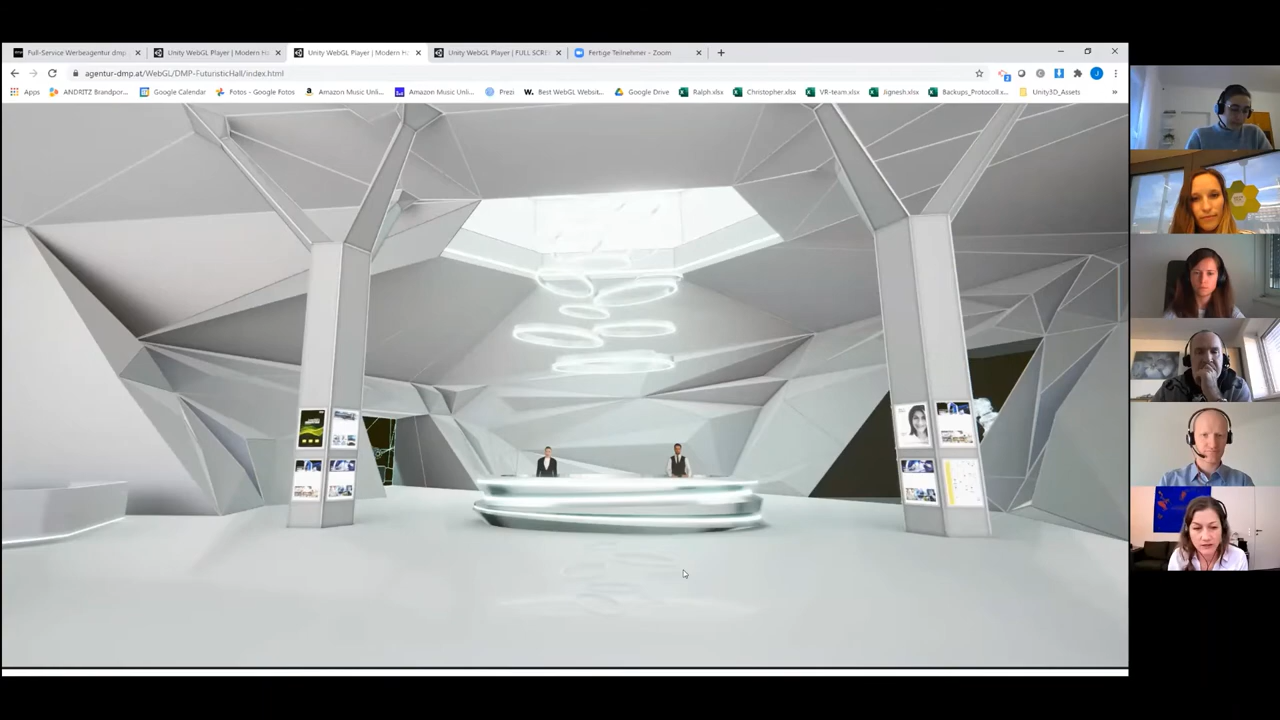 Full-Service Werbeagentur dmp
Unity WebGL Player | Modern H
Unity WebGL Player | Modern H
Unity WebGL Player | FULL SCRE
Fertige Teilnehmer - Zoom
agentur-dmp.at/WebGL/DMP-FuturisticHall/index.html
Apps
ANDRITZ Brandpor...
Google Calendar
Fotos - Google Fotos
Amazon Music Unli...
Amazon Music Unli...
Prezi
Best WebGL Websit...
Google Drive
Ralph.xlsx
Christopher.xlsx
VR-team.xlsx
Jignesh.xlsx
Backups_Protocoll.x...
Unity3D_Assets